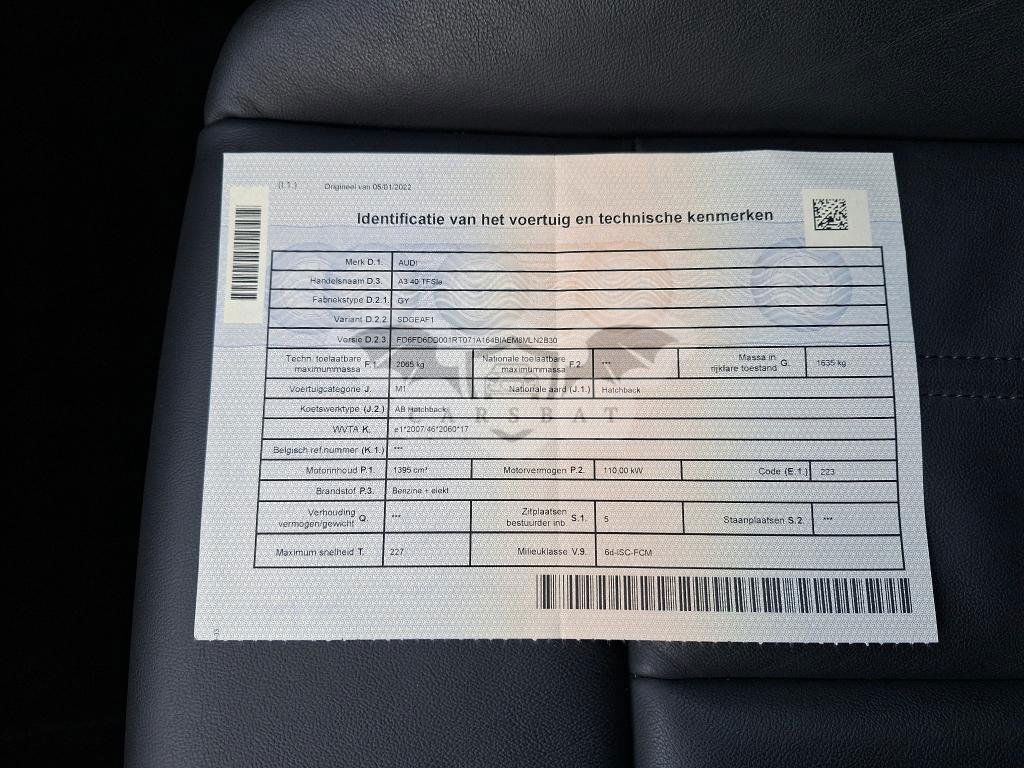 (I.1.) Origineel van 05/01/2022
Identificatie van het voertuig en technische kenmerken
Merk D.1. AUDI
Handelsnaam D.3. A3 40 TFSIe
Fabriekstype D.2.1. GY
Variant D.2.2. SDGEAF1
Versie D.2.3. FD6FD6DD001RT071A164BIAEM8MLN2B30
Techn. toelaatbare maximummassa F.1. 2065 kg Nationale toelaatbare maximummassa F.2. *** Massa in rijklare toestand G. 1635 kg
Voertuigcategorie J. M1 Nationale aard (J.1.) Hatchback
Koetswerktype (J.2.) AB Hatchback
CARSBAT
WVTA K. e1*2007/46*2060*17
Belgisch ref.nummer (K.1.) ***
Motorinhoud P.1. 1395 cm³ Motorvermogen P.2. 110,00 kW Code (E.1.) 223
Brandstof P.3. Benzine + elekt
Verhouding vermogen/gewicht Q. *** Zitplaatsen bestuurder inb. S.1. 5 Staanplaatsen S.2. ***
Maximum snelheid T. 227 Milieuklasse V.9. 6d-ISC-FCM